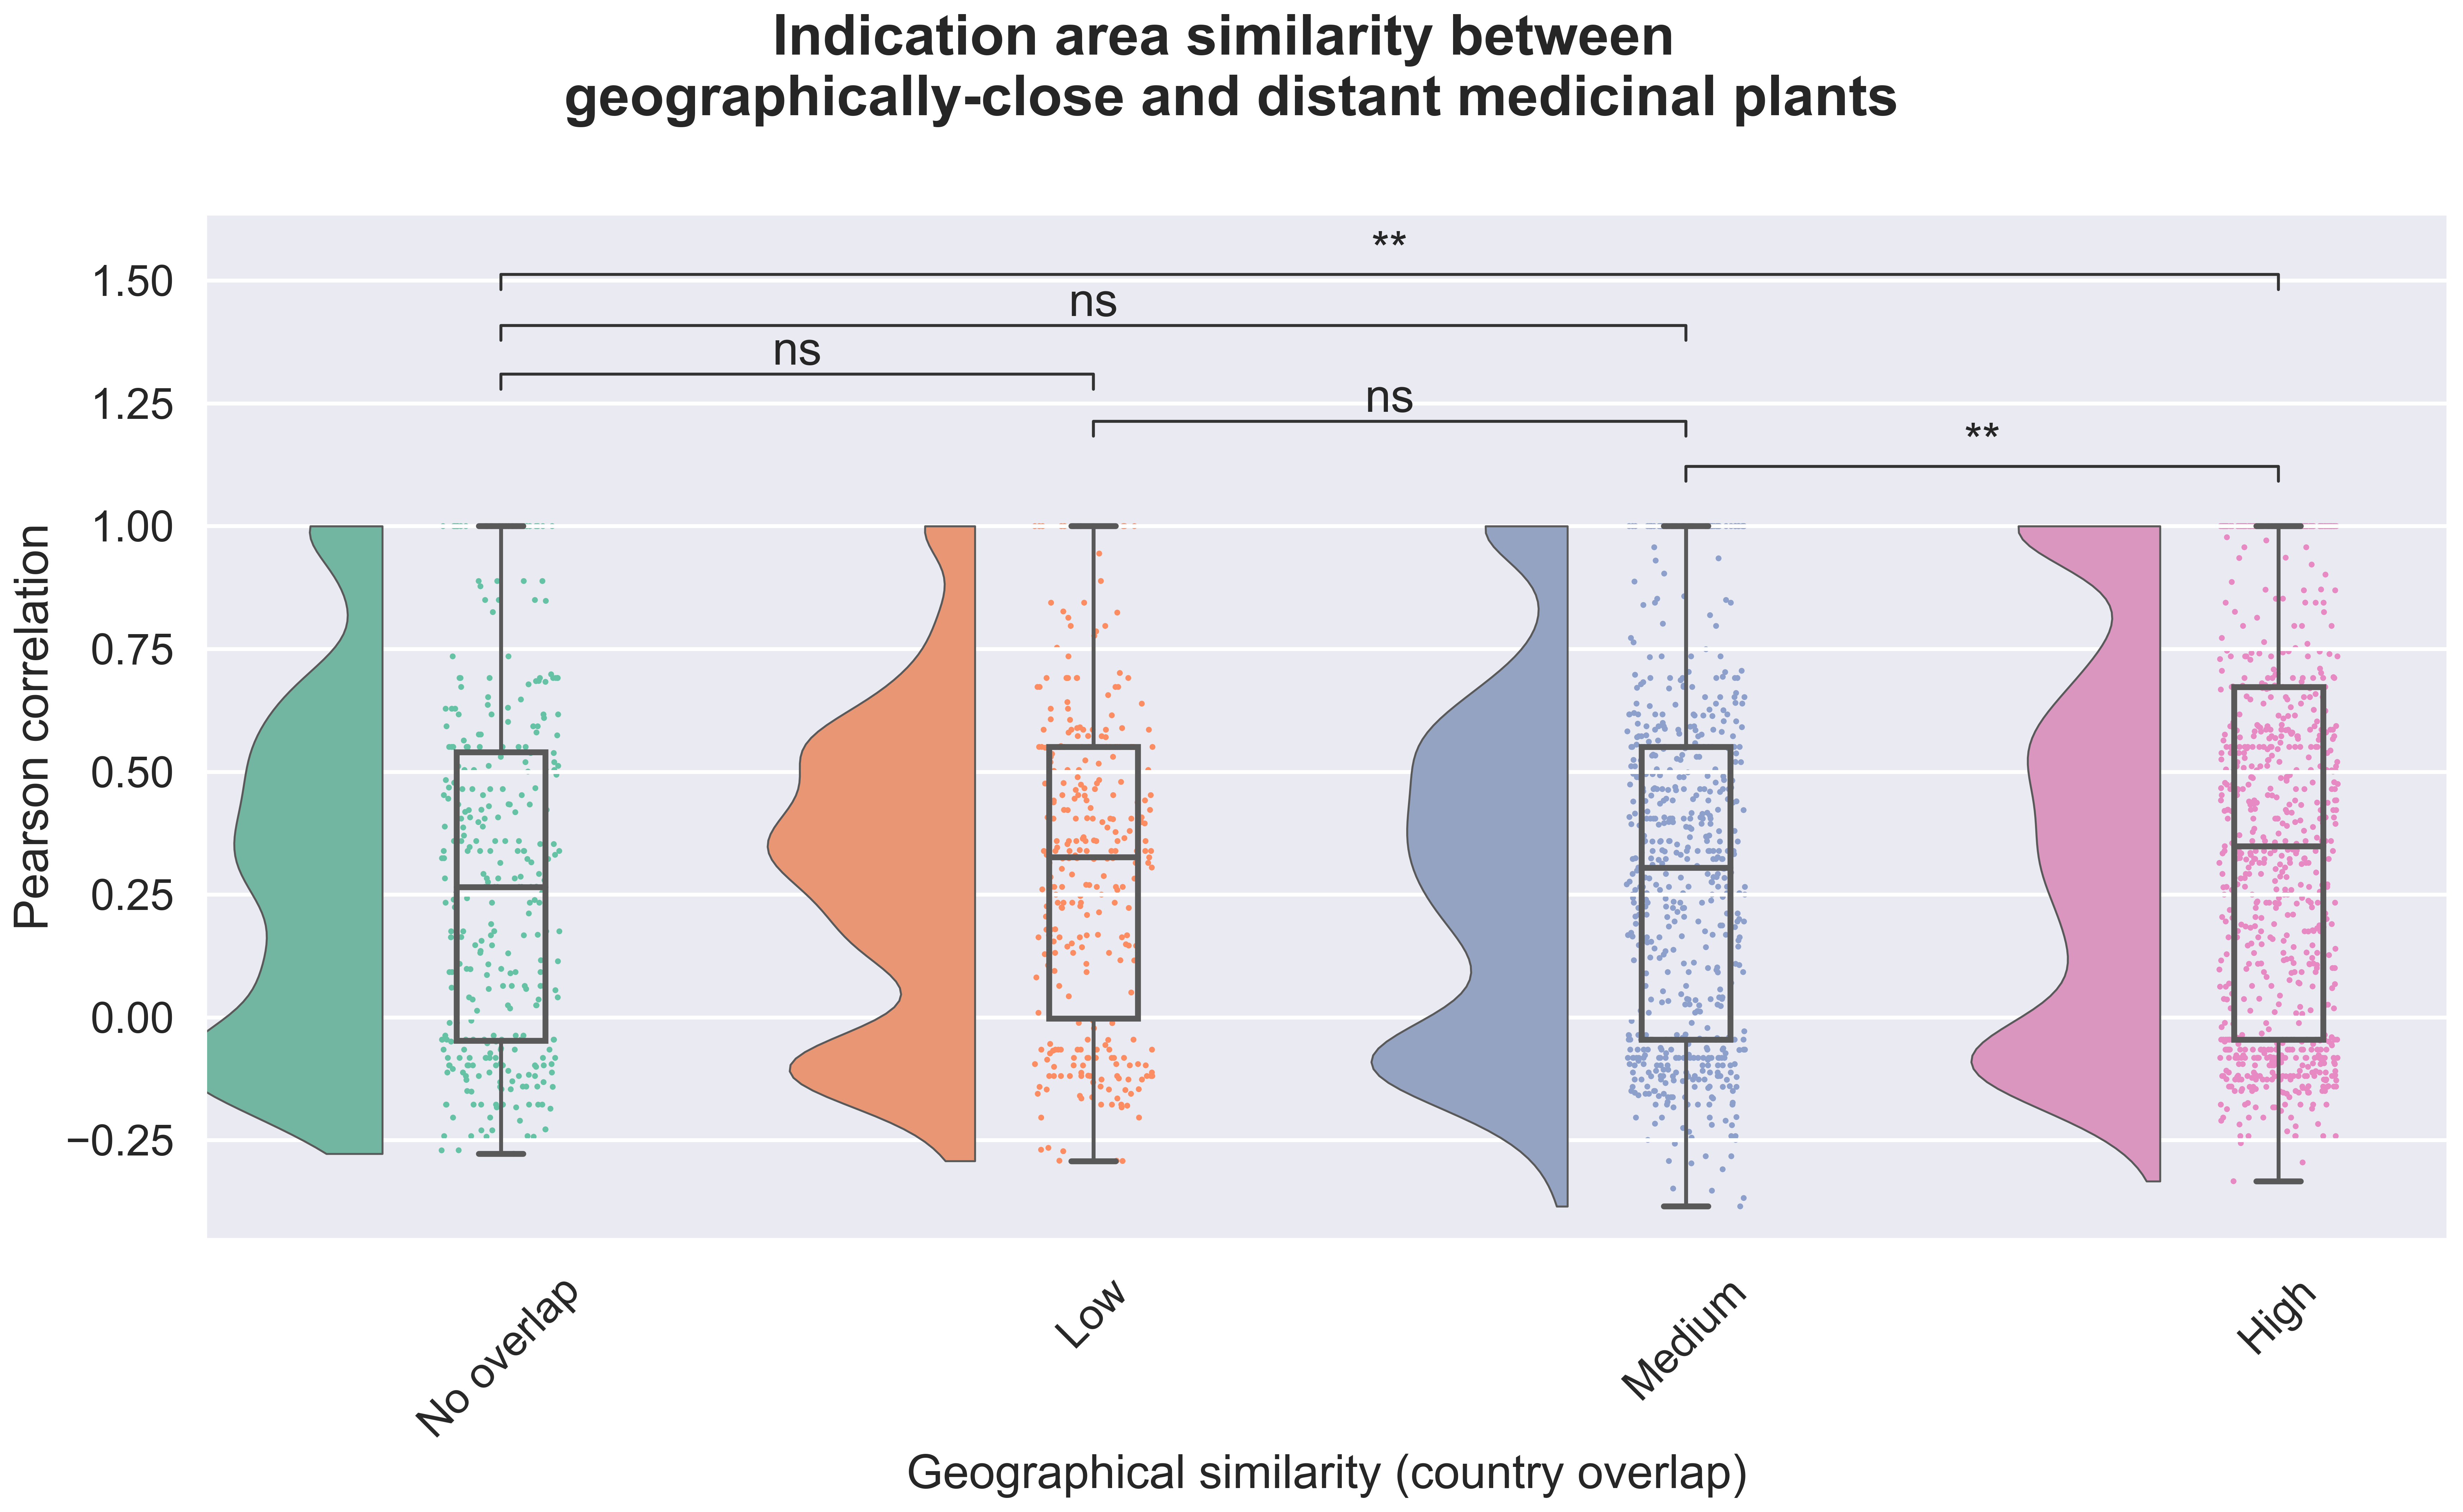 Indication area similarity between
geographically-close and distant medicinal plants
**
1.50
ns
ns
1.25
ns
**
1.00
0.75
0.50
0.25
0.00
−0.25
Pearson correlation
No overlap
Low
Medium
High
Geographical similarity (country overlap)